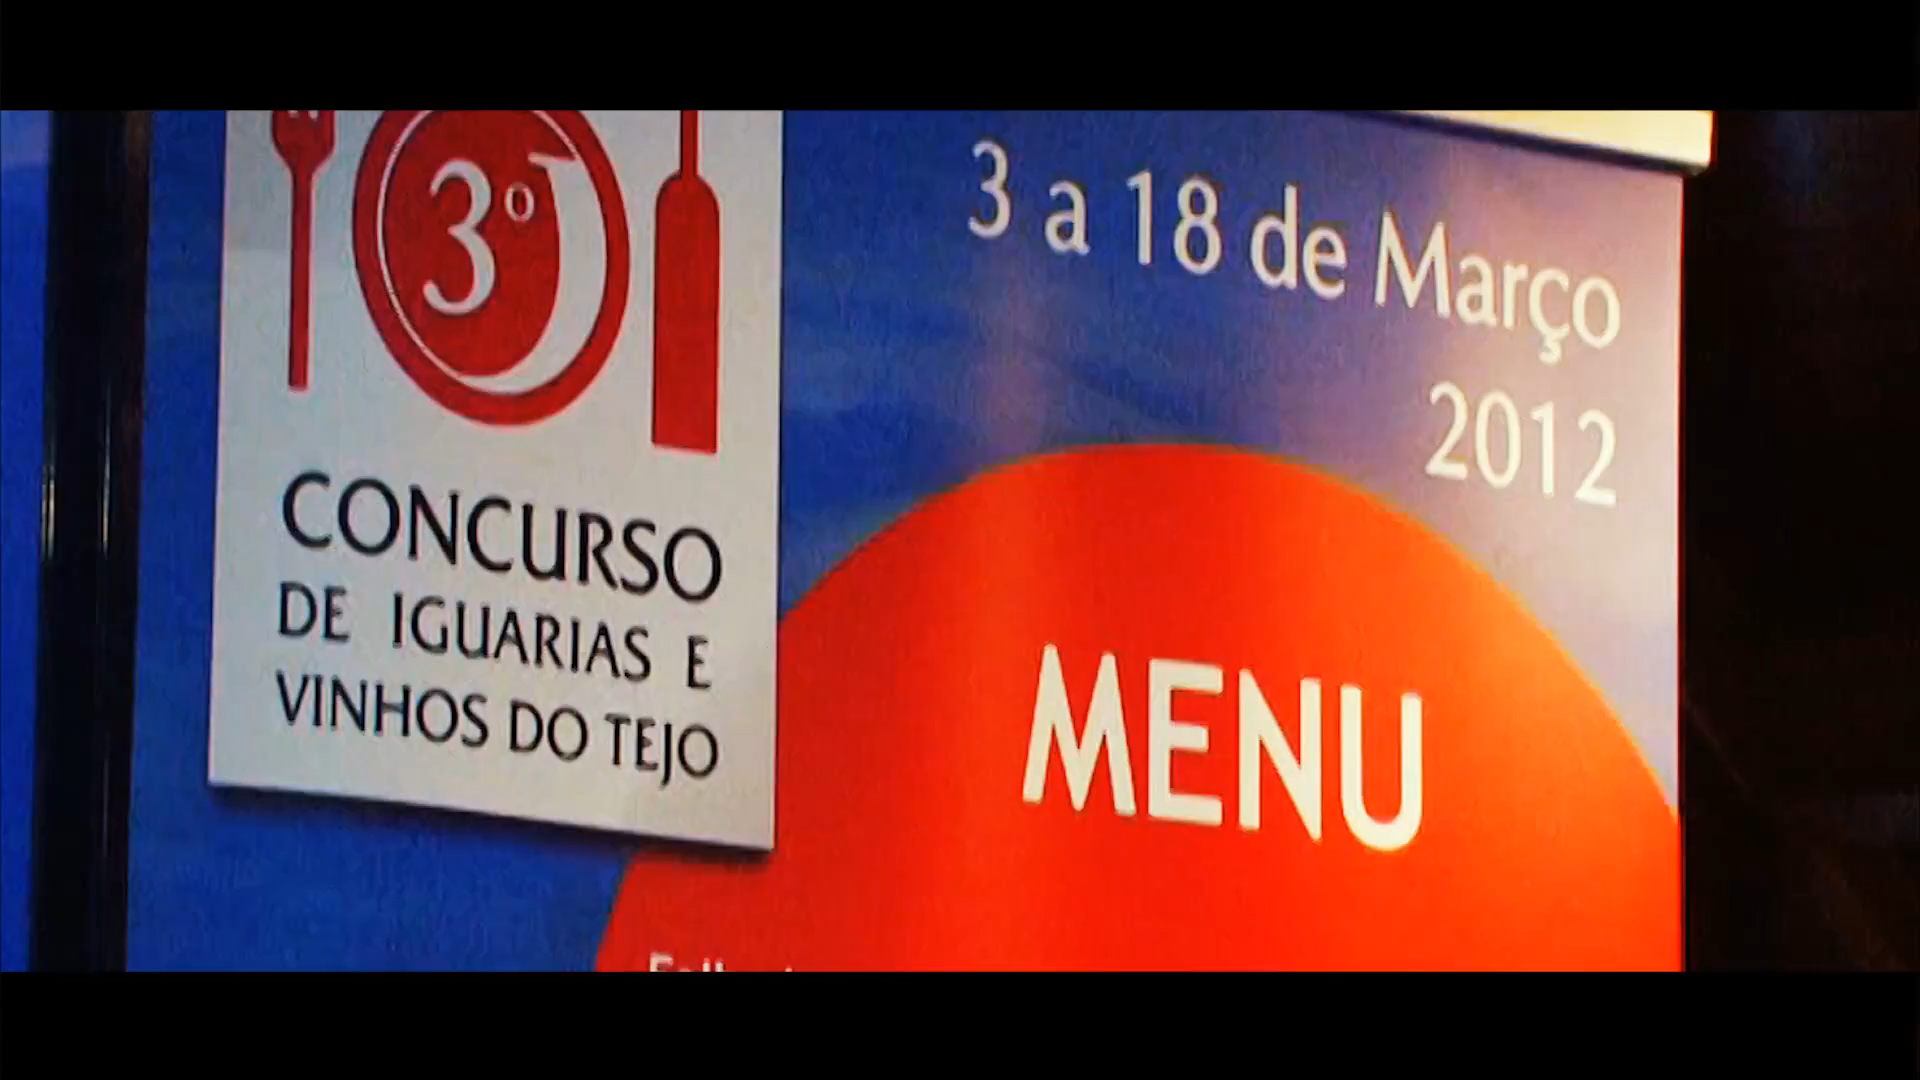 3º
CONCURSO
DE IGUARIAS E
VINHOS DO TEJO
3 a 18 de Março
2012
MENU